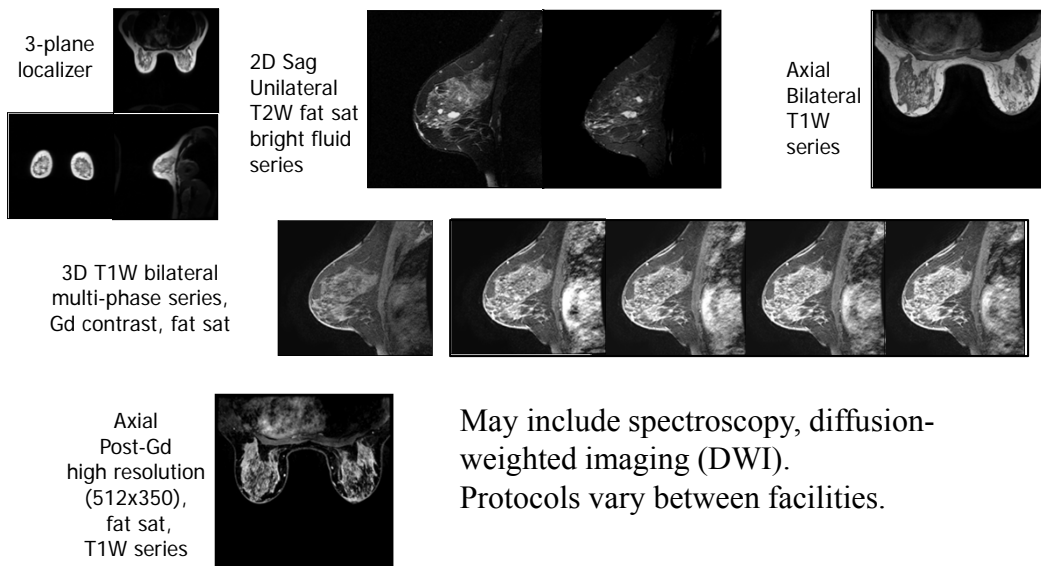 3-plane
localizer
2D Sag
Unilateral
T2W fat sat
bright fluid
series
Axial
Bilateral
T1W
series
3D T1W bilateral
multi-phase series,
Gd contrast, fat sat
Axial
Post-Gd
high resolution
(512x350),
fat sat,
T1W series
May include spectroscopy, diffusion-
weighted imaging (DWI).
Protocols vary between facilities.